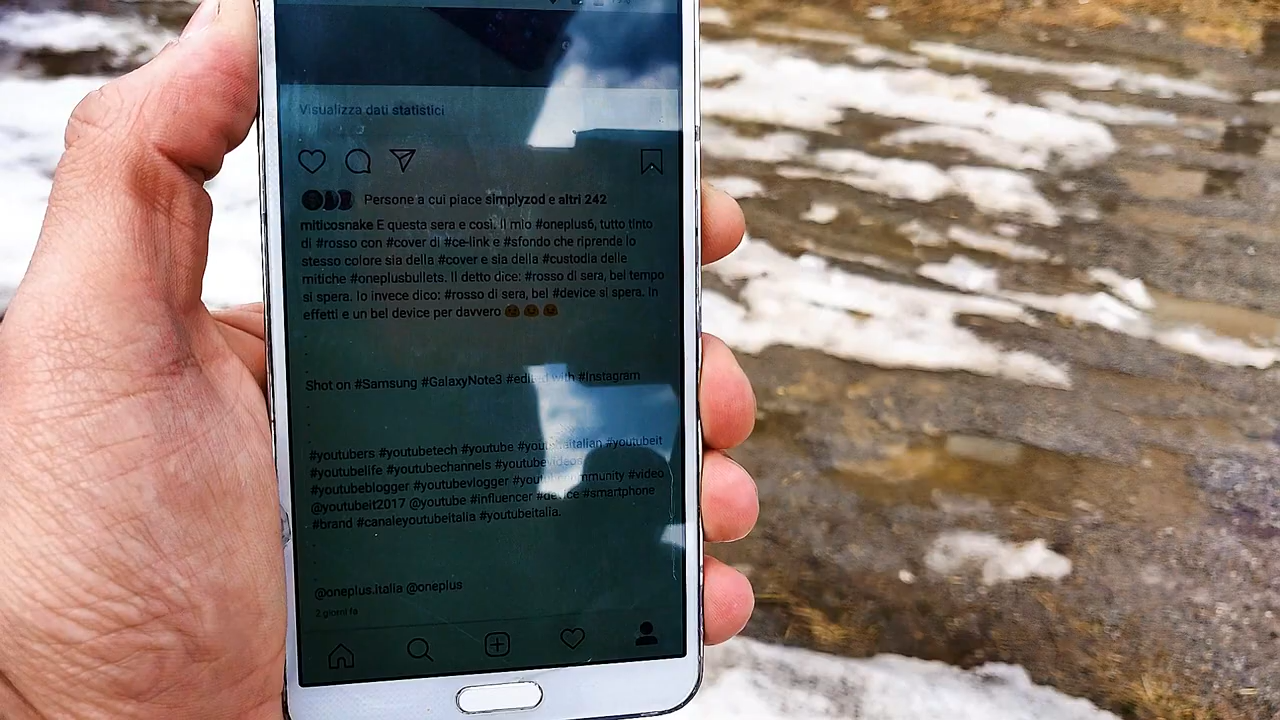 Visualizza dati statistici
Persone a cui piace simplyzod e altri 242
miticosnake E questa sera e così. Il mio #oneplus6, tutto tinto
di #rosso con #cover di #ce-link e #sfondo che riprende lo
stesso colore sia della #cover e sia della #custodia delle
mitiche #oneplusbullets. Il detto dice: #rosso di sera, bel tempo
si spera. Io invece dico: #rosso di sera, bel #device si spera. In
effetti e un bel device per davvero
.
.
Shot on #Samsung #GalaxyNote3 #edited with #Instagram
.
.
#youtubers #youtubetech #youtube #youtubeitalian #youtubeit
#youtubelife #youtubechannels #youtubevideos
#youtubeblogger #youtubevlogger #youtubecommunity #video
@youtubeit2017 @youtube #influencer #device #smartphone
#brand #canaleyoutubeitalia #youtubeitalia.
.
.
@oneplus.italia @oneplus
2 giorni fa